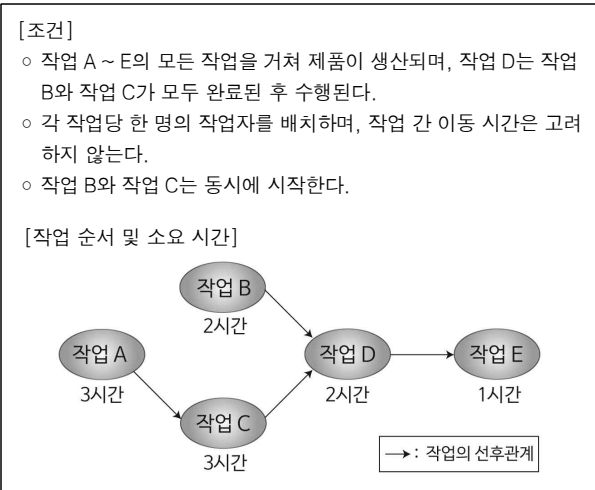 [조건]
○ 작업 A ~ E의 모든 작업을 거쳐 제품이 생산되며, 작업 D는 작업
B와 작업 C가 모두 완료된 후 수행된다.
○ 각 작업당 한 명의 작업자를 배치하며, 작업 간 이동 시간은 고려
하지 않는다.
○ 작업 B와 작업 C는 동시에 시작한다.
[작업 순서 및 소요 시간]
작업 B
2시간
작업 A
3시간
작업 D
2시간
작업 E
1시간
작업 C
3시간
→ : 작업의 선후관계